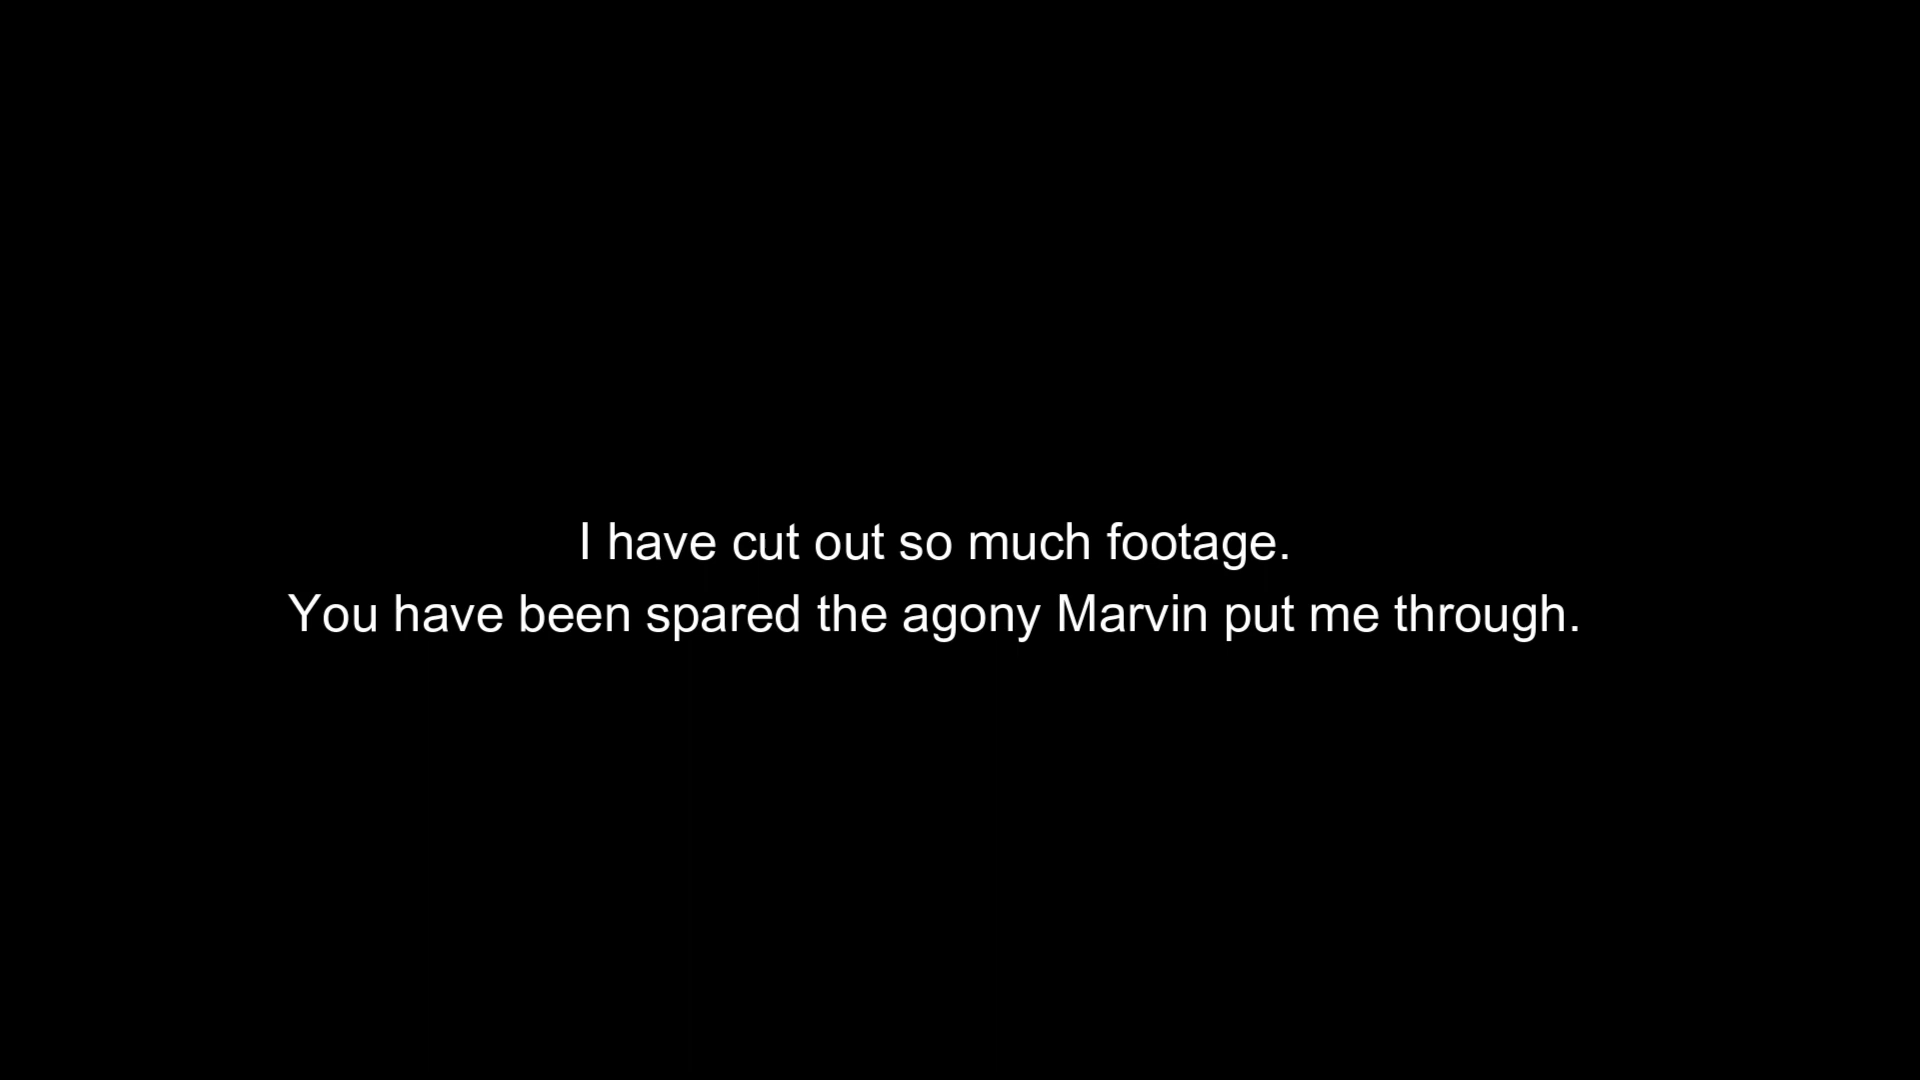 I have cut out so much footage.
You have been spared the agony Marvin put me through.